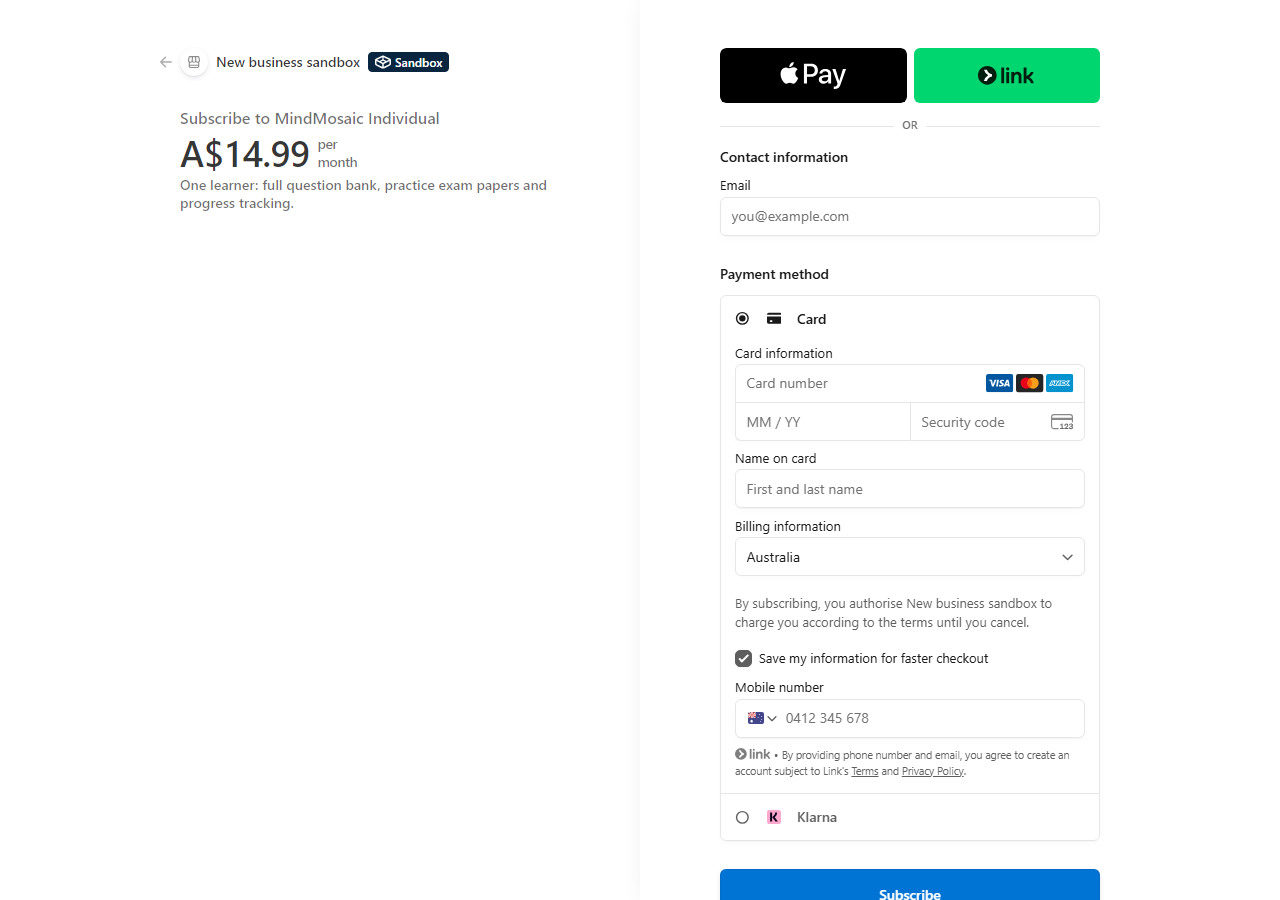 New business sandbox
Sandbox
Subscribe to MindMosaic Individual
A$14.99
per
month
One learner: full question bank, practice exam papers and
progress tracking.
Pay
link
OR
Contact information
Email
you@example.com
Payment method
Card
Card information
Card number
VISA
AMEX
MM / YY
Security code
123
Name on card
First and last name
Billing information
Australia
By subscribing, you authorise New business sandbox to
charge you according to the terms until you cancel.
Save my information for faster checkout
Mobile number
0412 345 678
link • By providing phone number and email, you agree to create an
account subject to Link's Terms and Privacy Policy.
K
Klarna
Subscribe